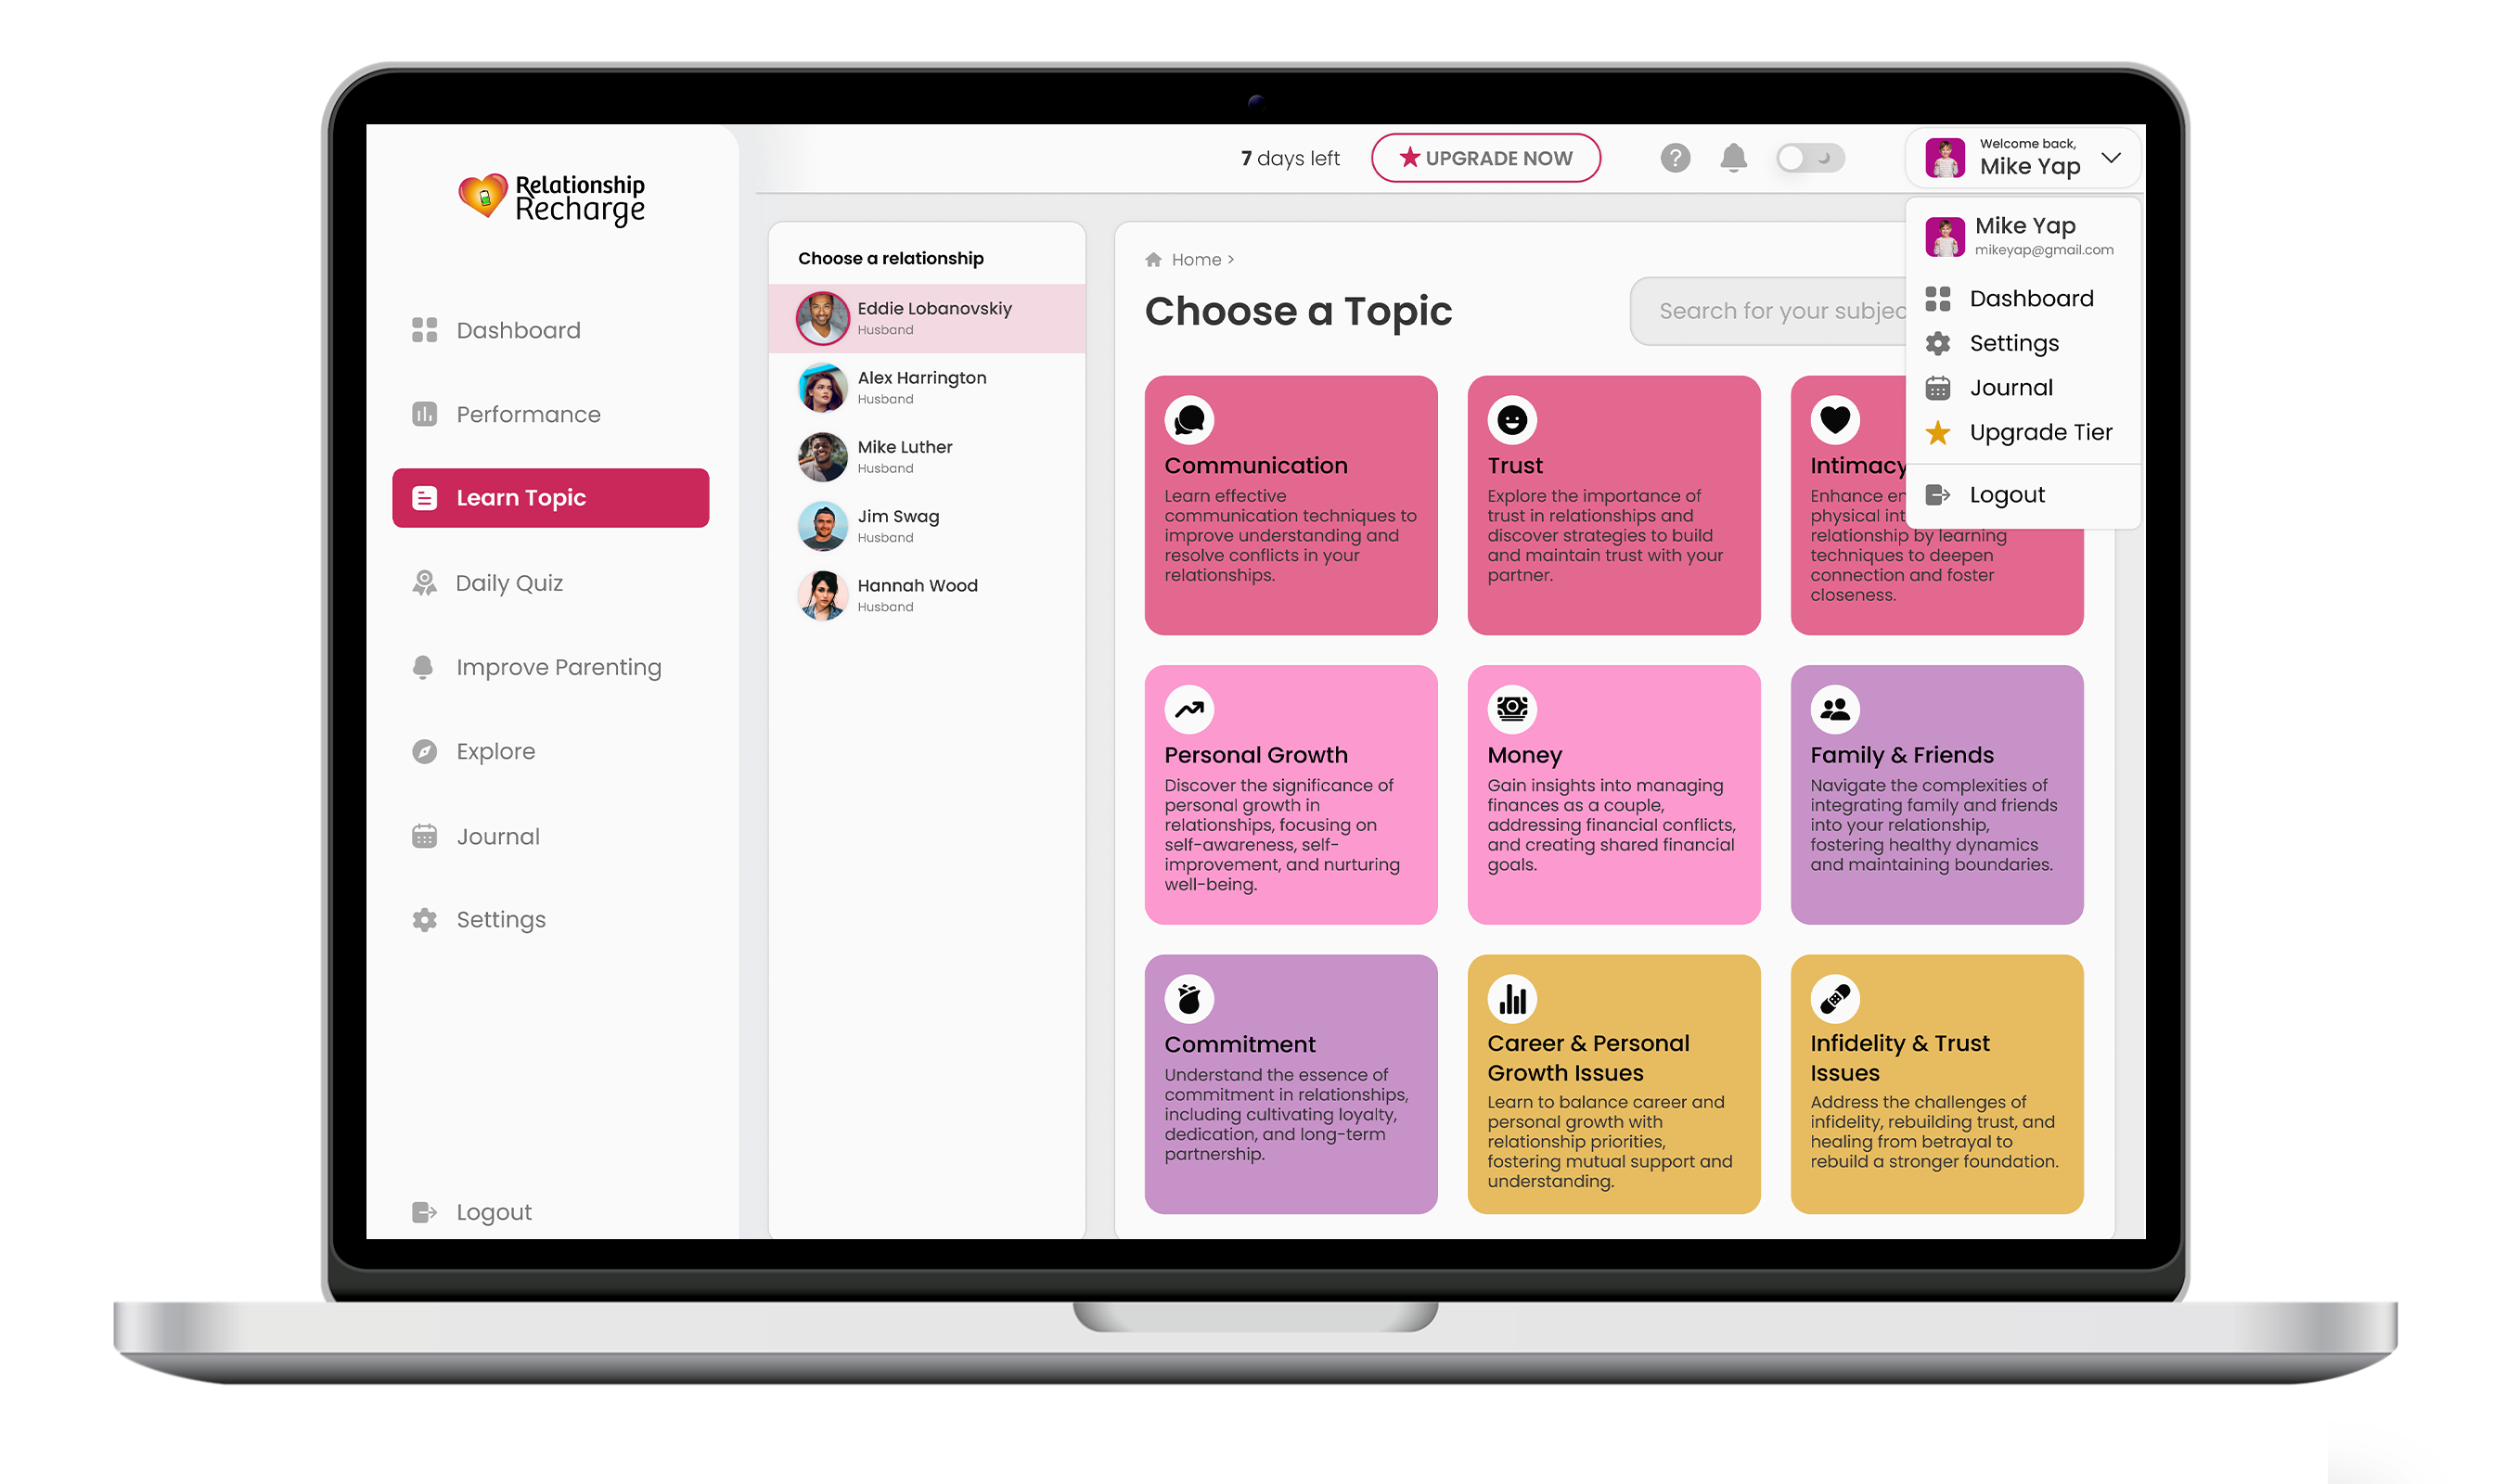 Relationship
Recharge
Dashboard
Performance
Learn Topic
Daily Quiz
Improve Parenting
Explore
Journal
Settings
Logout
7 days left
UPGRADE NOW
?
Welcome back,
Mike Yap
Mike Yap
mikeyap@gmail.com
Dashboard
Settings
Journal
Upgrade Tier
Logout
Choose a relationship
Eddie Lobanovskiy
Husband
Alex Harrington
Husband
Mike Luther
Husband
Jim Swag
Husband
Hannah Wood
Husband
Home >
Choose a Topic
Search for your subjec
Communication
Learn effective
communication techniques to
improve understanding and
resolve conflicts in your
relationships.
Trust
Explore the importance of
trust in relationships and
discover strategies to build
and maintain trust with your
partner.
Intimacy
Enhance
physical
relationship by learning
techniques to deepen
connection and foster
closeness.
Personal Growth
Discover the significance of
personal growth in
relationships, focusing on
self-awareness, self-
improvement, and nurturing
well-being.
Money
Gain insights into managing
finances as a couple,
addressing financial conflicts,
and creating shared financial
goals.
Family & Friends
Navigate the complexities of
integrating family and friends
into your relationship,
fostering healthy dynamics
and maintaining boundaries.
Commitment
Understand the essence of
commitment in relationships,
including cultivating loyalty,
dedication, and long-term
partnership.
Career & Personal
Growth Issues
Learn to balance career and
personal growth with
relationship priorities,
fostering mutual support and
understanding.
Infidelity & Trust
Issues
Address the challenges of
infidelity, rebuilding trust, and
healing from betrayal to
rebuild a stronger foundation.